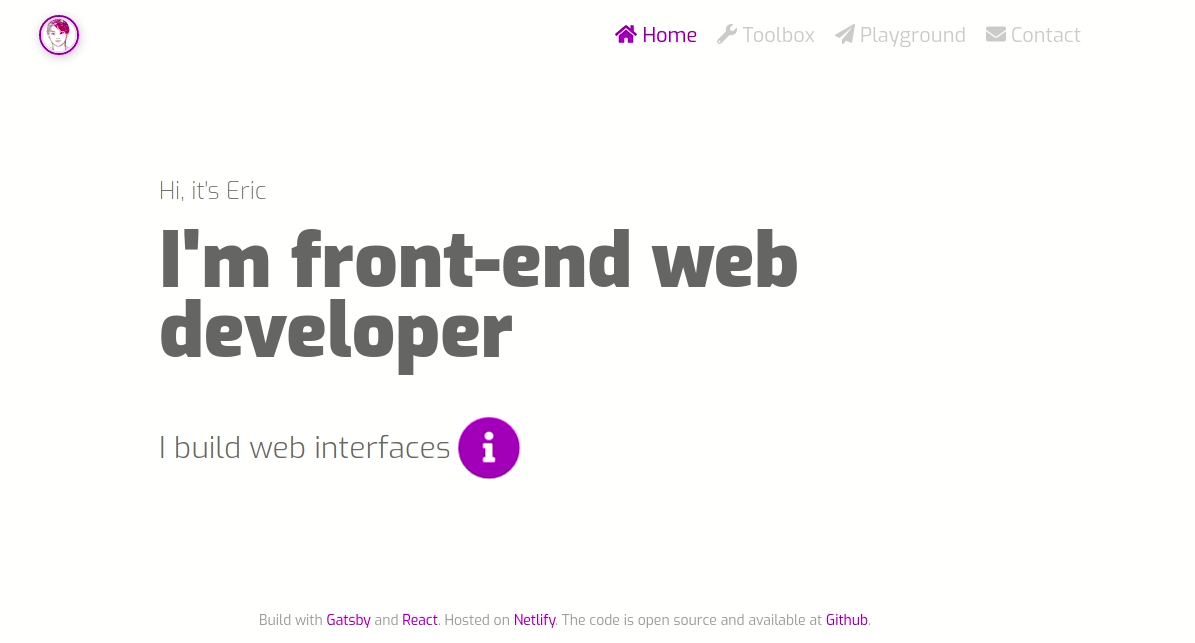 Home Toolbox Playground Contact
Hi, it's Eric
I'm front-end web
developer
I build web interfaces
Build with Gatsby and React. Hosted on Netlify. The code is open source and available at Github.